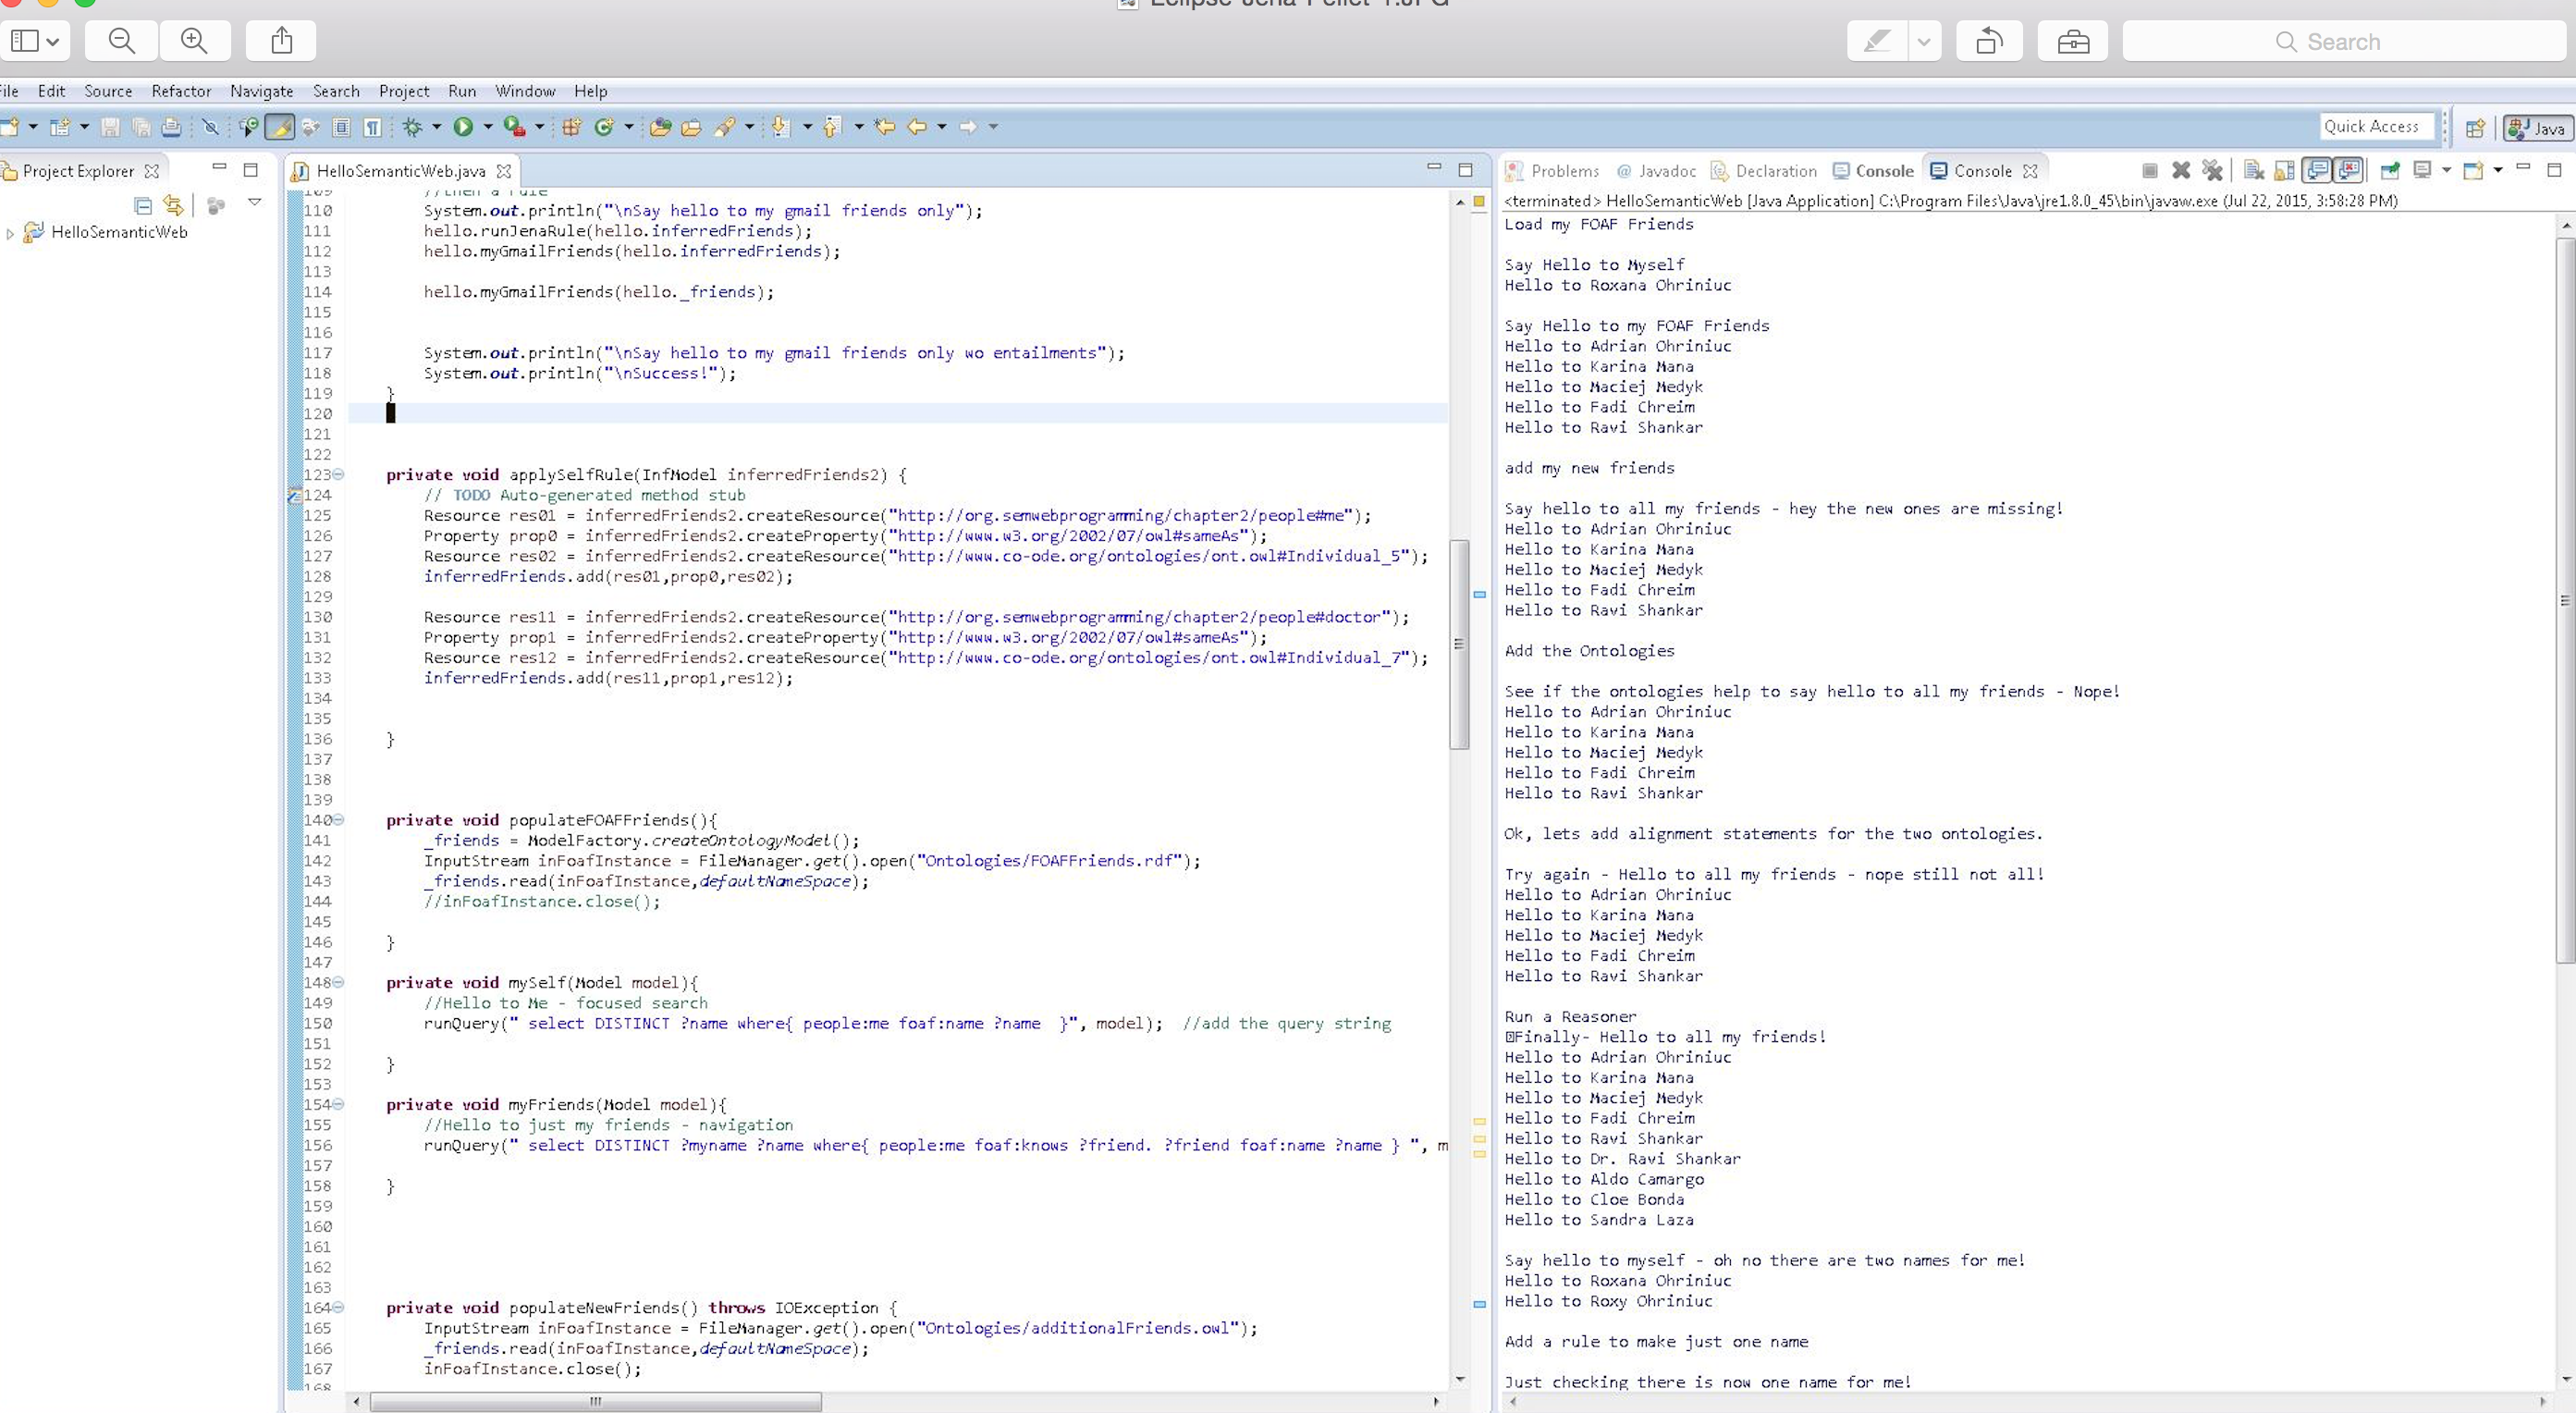 Eclipse-Jena-Pellet-1.JPG
Search
File Edit Source Refactor Navigate Search Project Run Window Help
Quick Access
Java
Project Explorer
HelloSemanticWeb
HelloSemanticWeb.java
109 //then a rule
110 System.out.println("\nSay hello to my gmail friends only");
111 hello.runJenaRule(hello.inferredFriends);
112 hello.myGmailFriends(hello.inferredFriends);
113
114 hello.myGmailFriends(hello._friends);
115
116
117 System.out.println("\nSay hello to my gmail friends only wo entailments");
118 System.out.println("\nSuccess!");
119 }
120
121
122
123 private void applySelfRule(InfModel inferredFriends2) {
124 // TODO Auto-generated method stub
125 Resource res01 = inferredFriends2.createResource("http://org.semwebprogramming/chapter2/people#me");
126 Property prop0 = inferredFriends2.createProperty("http://www.w3.org/2002/07/owl#sameAs");
127 Resource res02 = inferredFriends2.createResource("http://www.co-ode.org/ontologies/ont.owl#Individual_5");
128 inferredFriends.add(res01,prop0,res02);
129
130 Resource res11 = inferredFriends2.createResource("http://org.semwebprogramming/chapter2/people#doctor");
131 Property prop1 = inferredFriends2.createProperty("http://www.w3.org/2002/07/owl#sameAs");
132 Resource res12 = inferredFriends2.createResource("http://www.co-ode.org/ontologies/ont.owl#Individual_7");
133 inferredFriends.add(res11,prop1,res12);
134
135
136 }
137
138
139
140 private void populateFOAFFriends(){
141 _friends = ModelFactory.createOntologyModel();
142 InputStream inFoafInstance = FileManager.get().open("Ontologies/FOAFFriends.rdf");
143 _friends.read(inFoafInstance,defaultNameSpace);
144 //inFoafInstance.close();
145
146 }
147
148 private void mySelf(Model model){
149 //Hello to Me - focused search
150 runQuery(" select DISTINCT ?name where{ people:me foaf:name ?name  }", model);  //add the query string
151
152 }
153
154 private void myFriends(Model model){
155 //Hello to just my friends - navigation
156 runQuery(" select DISTINCT ?myname ?name where{ people:me foaf:knows ?friend. ?friend foaf:name ?name } ", m
157
158 }
159
160
161
162
163
164 private void populateNewFriends() throws IOException {
165 InputStream inFoafInstance = FileManager.get().open("Ontologies/additionalFriends.owl");
166 _friends.read(inFoafInstance,defaultNameSpace);
167 inFoafInstance.close();
168
Problems @ Javadoc Declaration Console Console
<terminated> HelloSemanticWeb [Java Application] C:\Program Files\Java\jre1.8.0_45\bin\javaw.exe (Jul 22, 2015, 3:58:28 PM)
Load my FOAF Friends
Say Hello to Myself
Hello to Roxana Ohriniuc
Say Hello to my FOAF Friends
Hello to Adrian Ohriniuc
Hello to Karina Mana
Hello to Maciej Medyk
Hello to Fadi Chreim
Hello to Ravi Shankar
add my new friends
Say hello to all my friends - hey the new ones are missing!
Hello to Adrian Ohriniuc
Hello to Karina Mana
Hello to Maciej Medyk
Hello to Fadi Chreim
Hello to Ravi Shankar
Add the Ontologies
See if the ontologies help to say hello to all my friends - Nope!
Hello to Adrian Ohriniuc
Hello to Karina Mana
Hello to Maciej Medyk
Hello to Fadi Chreim
Hello to Ravi Shankar
Ok, lets add alignment statements for the two ontologies.
Try again - Hello to all my friends - nope still not all!
Hello to Adrian Ohriniuc
Hello to Karina Mana
Hello to Maciej Medyk
Hello to Fadi Chreim
Hello to Ravi Shankar
Run a Reasoner
Finally- Hello to all my friends!
Hello to Adrian Ohriniuc
Hello to Karina Mana
Hello to Maciej Medyk
Hello to Fadi Chreim
Hello to Ravi Shankar
Hello to Dr. Ravi Shankar
Hello to Aldo Camargo
Hello to Cloe Bonda
Hello to Sandra Laza
Say hello to myself - oh no there are two names for me!
Hello to Roxana Ohriniuc
Hello to Roxy Ohriniuc
Add a rule to make just one name
Just checking there is now one name for me!